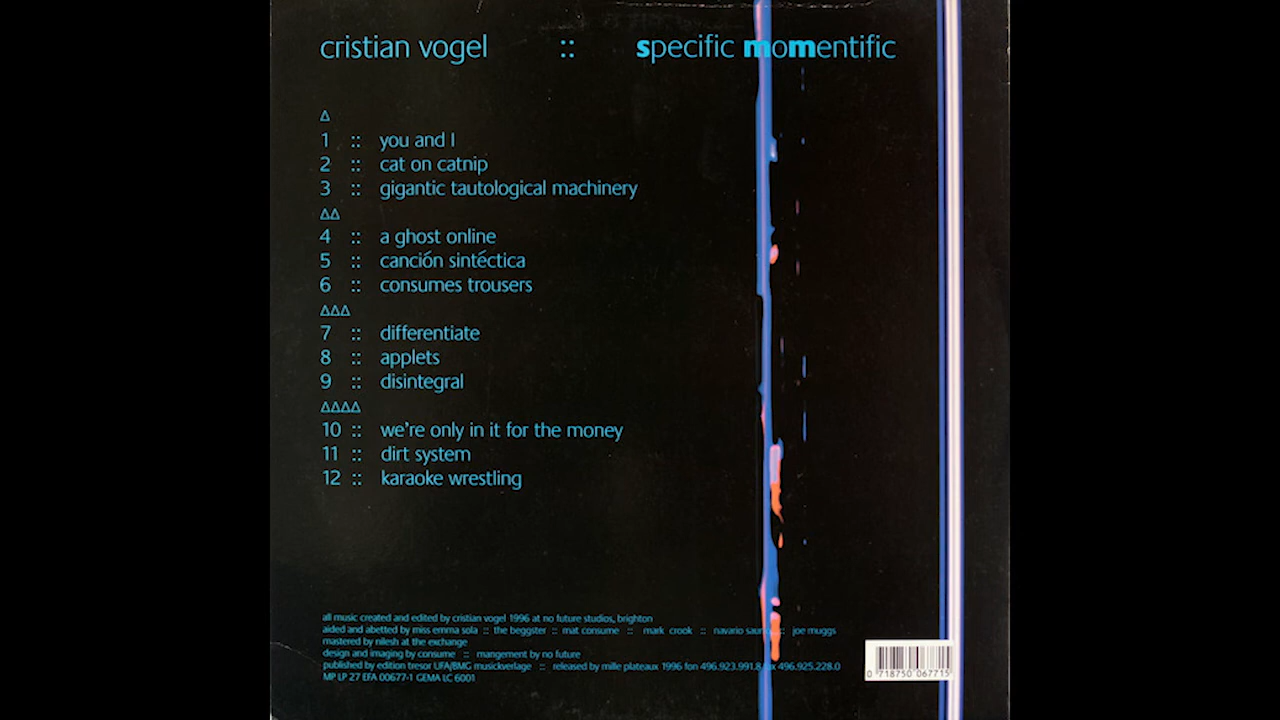 cristian vogel :: specific momentific
Δ
1 :: you and I
2 :: cat on catnip
3 :: gigantic tautological machinery
ΔΔ
4 :: a ghost online
5 :: canción sintéctica
6 :: consumes trousers
ΔΔΔ
7 :: differentiate
8 :: applets
9 :: disintegral
ΔΔΔΔ
10 :: we're only in it for the money
11 :: dirt system
12 :: karaoke wrestling
all music created and edited by cristian vogel 1996 at no future studios, brighton
aided and abetted by miss emma sola :: the beggster :: mat consume :: mark crook :: navario :: joe muggs
mastered by nilesh at the exchange
design and imaging by consume :: mangement by no future
published by edition tresor UFA/BMG musickverlage :: released by mille plateaux 1996 fon 496.923.991.8 496.925.228.0
MP LP 27 EFA 00677-1 GEMA LC 6001
0 718750 067715